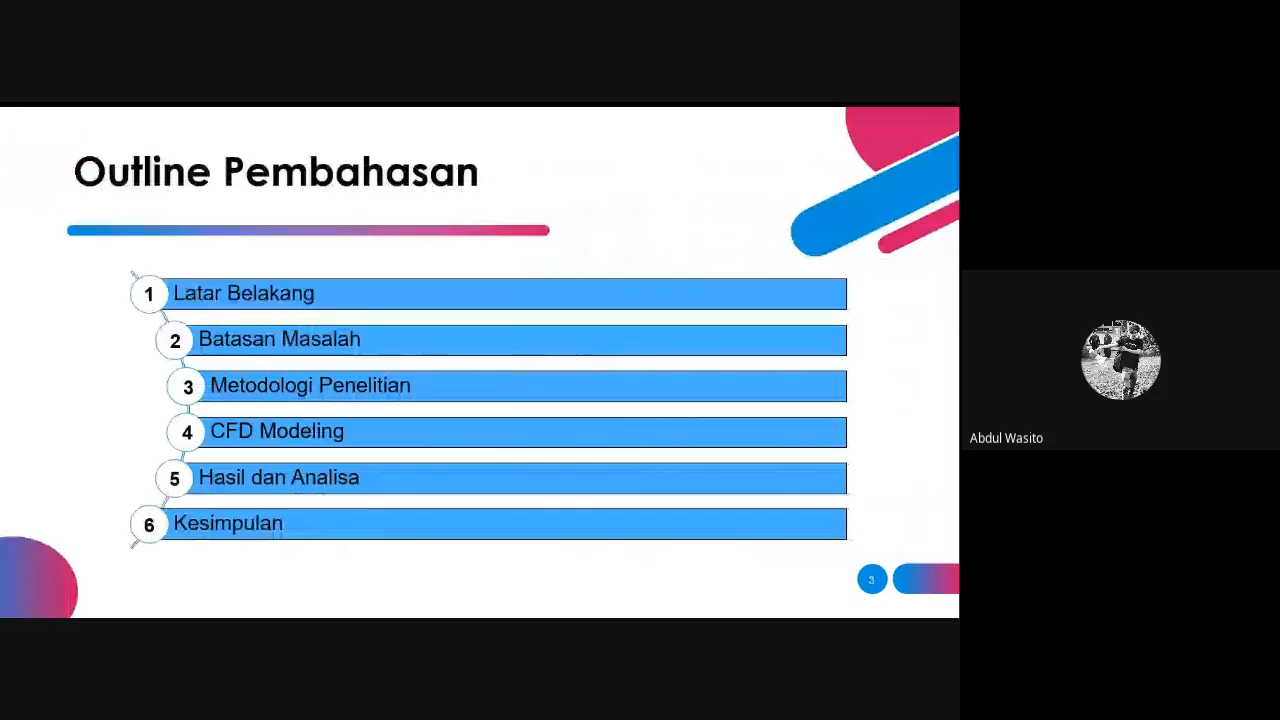 Outline Pembahasan
1 Latar Belakang
2 Batasan Masalah
3 Metodologi Penelitian
4 CFD Modeling
5 Hasil dan Analisa
6 Kesimpulan
3
Abdul Wasito